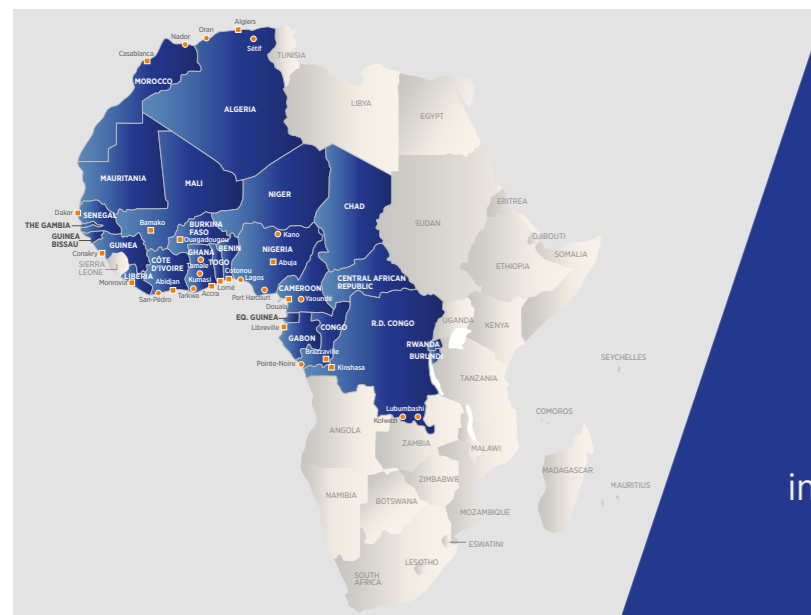 Algiers
Oran
Nador
Casablanca
Sétif
TUNISIA
MOROCCO
LIBYA
EGYPT
ALGERIA
MAURITANIA
MALI
NIGER
CHAD
SUDAN
ERITREA
Dakar
SENEGAL
THE GAMBIA
Bamako
BURKINA
FASO
Ouagadougou
Kano
DJIBOUTI
GUINEA
BISSAU
GUINEA
GHANA
BENIN
NIGERIA
SOMALIA
Conakry
CÔTE
D'IVOIRE
Tamale
TOGO
Abuja
ETHIOPIA
SIERRA
LEONE
LIBERIA
Abidjan
Kumasi
Cotonou
Lagos
CENTRAL AFRICAN
REPUBLIC
Monrovia
San-Pédro
Tarkwa
Accra
Lomé
Port Harcourt
CAMEROON
Yaoundé
Douala
EQ. GUINEA
Libreville
CONGO
R.D. CONGO
UGANDA
KENYA
GABON
RWANDA
BURUNDI
Brazzaville
SEYCHELLES
Pointe-Noire
Kinshasa
TANZANIA
Lubumbashi
Kolwezi
COMOROS
ANGOLA
ZAMBIA
MALAWI
MADAGASCAR
ZIMBABWE
MAURITIUS
NAMIBIA
BOTSWANA
MOZAMBIQUE
in
ESWATINI
LESOTHO
SOUTH
AFRICA